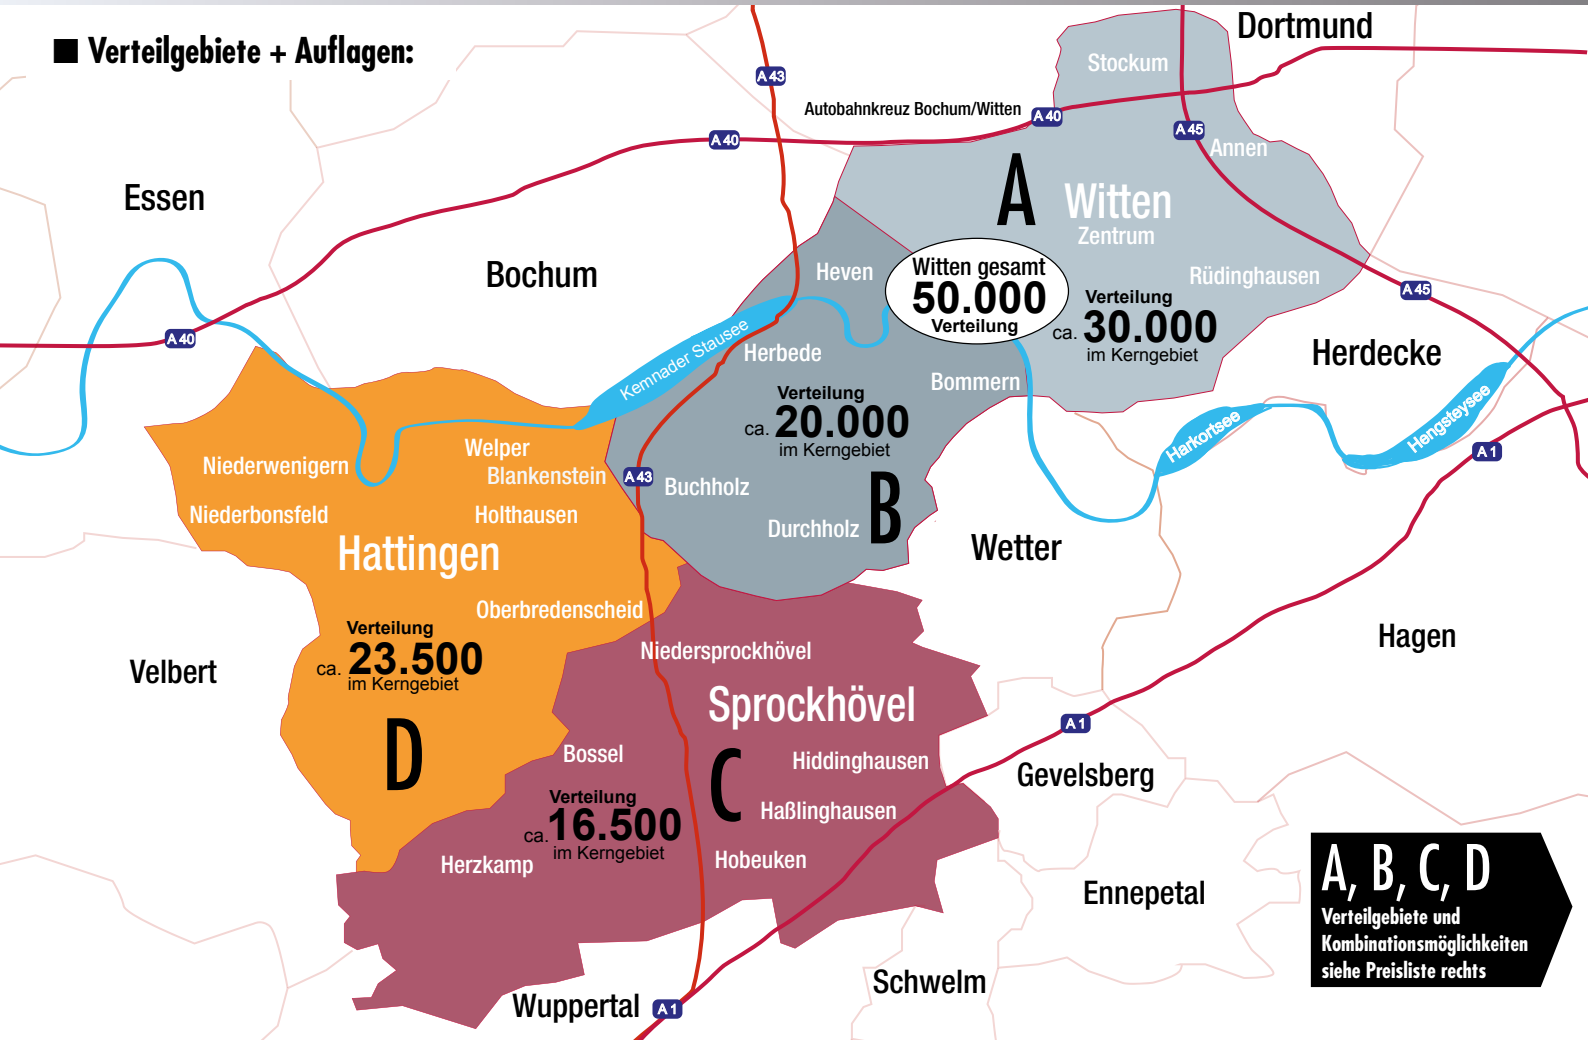 ■ Verteilgebiete + Auflagen:
Dortmund
Stockum
A 43
Autobahnkreuz Bochum/Witten
A 40
A 40
A 45
Annen
Essen
A
Witten
Zentrum
Bochum
Heven
Witten gesamt
50.000
Verteilung
Rüdinghausen
A 45
Verteilung
ca. 30.000
im Kerngebiet
A 40
Kemnader Stausee
Herbede
Herdecke
Bommern
Verteilung
ca. 20.000
im Kerngebiet
Harkortsee
Hengsteysee
A 1
Welper
Niederwenigern
Blankenstein
A 43
Buchholz
B
Niederbonsfeld
Holthausen
Durchholz
Hattingen
Wetter
Oberbredenscheid
Verteilung
ca. 23.500
im Kerngebiet
Hagen
Velbert
Niedersprockhövel
Sprockhövel
A 1
D
Bossel
C
Hiddinghausen
Gevelsberg
Verteilung
ca. 16.500
im Kerngebiet
Haßlinghausen
Herzkamp
Hobeuken
Ennepetal
A, B, C, D
Verteilgebiete und
Kombinationsmöglichkeiten
siehe Preisliste rechts
Schwelm
Wuppertal
A 1